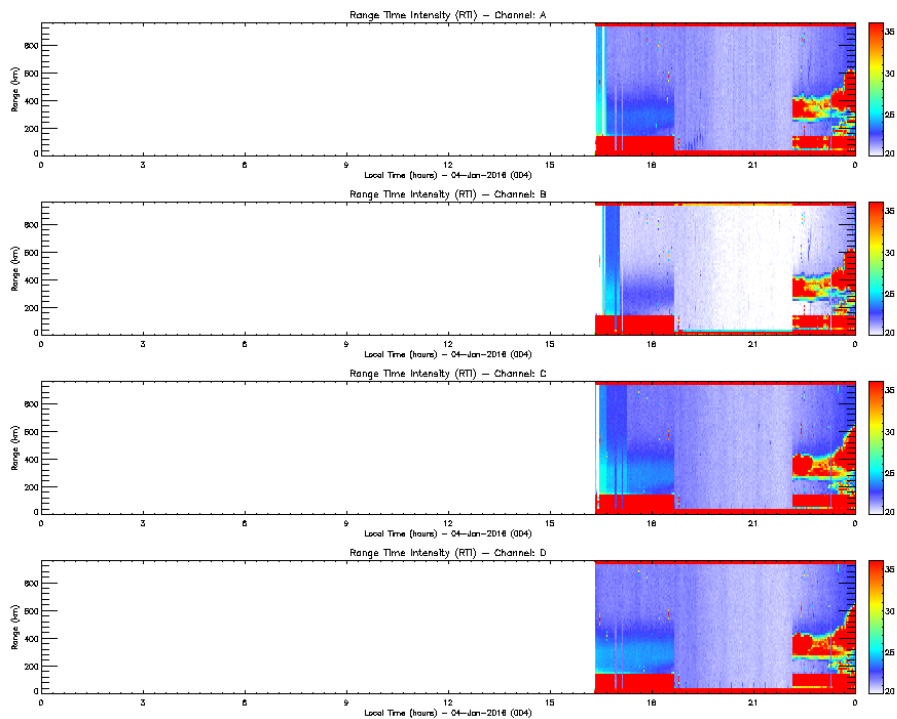 Range Time Intensity (RTI) – Channel: A
Range (km)
800
600
400
200
0
0 3 6 9 12 15 18 21 0
Local Time (hours) – 04-Jan-2016 (004)
35
30
25
20
Range Time Intensity (RTI) – Channel: B
Range (km)
800
600
400
200
0
0 3 6 9 12 15 18 21 0
Local Time (hours) – 04-Jan-2016 (004)
35
30
25
20
Range Time Intensity (RTI) – Channel: C
Range (km)
800
600
400
200
0
0 3 6 9 12 15 18 21 0
Local Time (hours) – 04-Jan-2016 (004)
35
30
25
20
Range Time Intensity (RTI) – Channel: D
Range (km)
800
600
400
200
0
0 3 6 9 12 15 18 21 0
Local Time (hours) – 04-Jan-2016 (004)
35
30
25
20